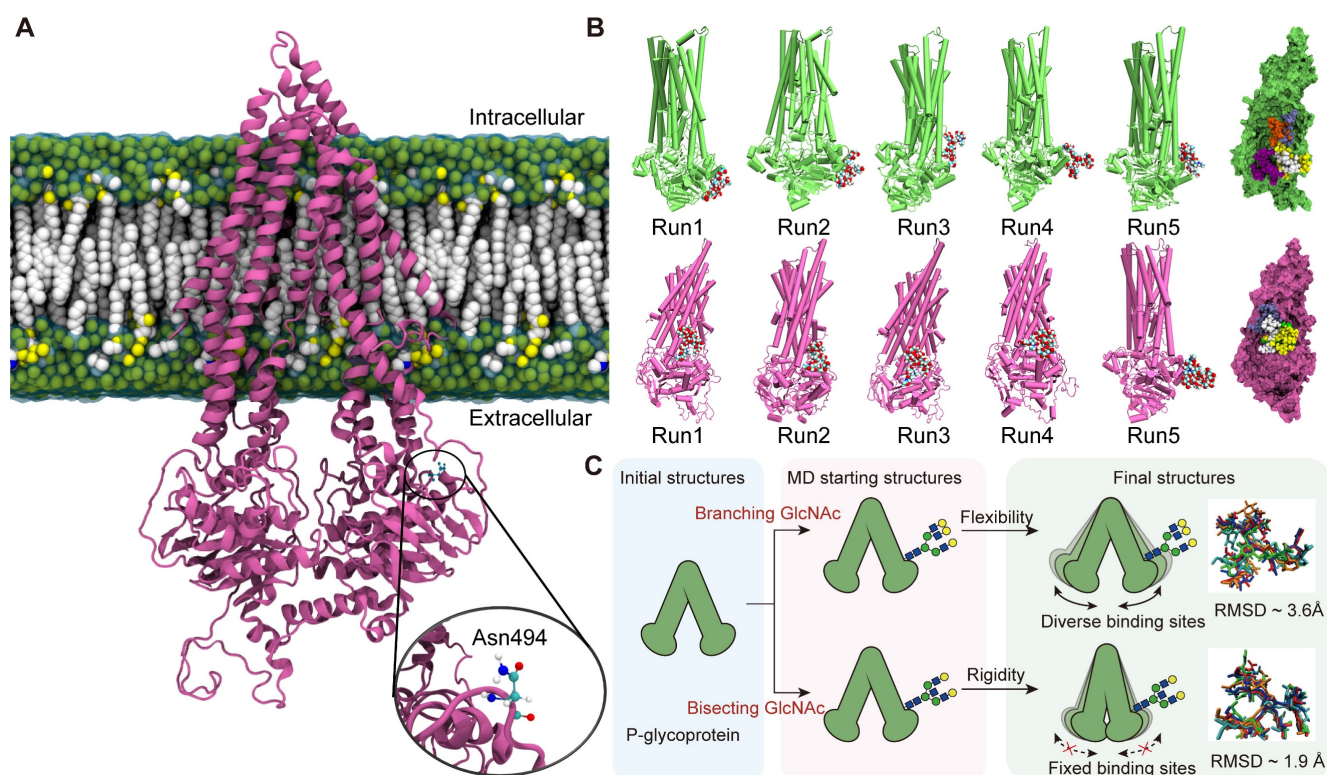 A
Intracellular
Extracellular
Asn494
B
Run1 Run2 Run3 Run4 Run5
Run1 Run2 Run3 Run4 Run5
C
Initial structures
MD starting structures
Final structures
Branching GlcNAc
Flexibility
Diverse binding sites
RMSD ~ 3.6Å
Bisecting GlcNAc
Rigidity
P-glycoprotein
Fixed binding sites
RMSD ~ 1.9 Å